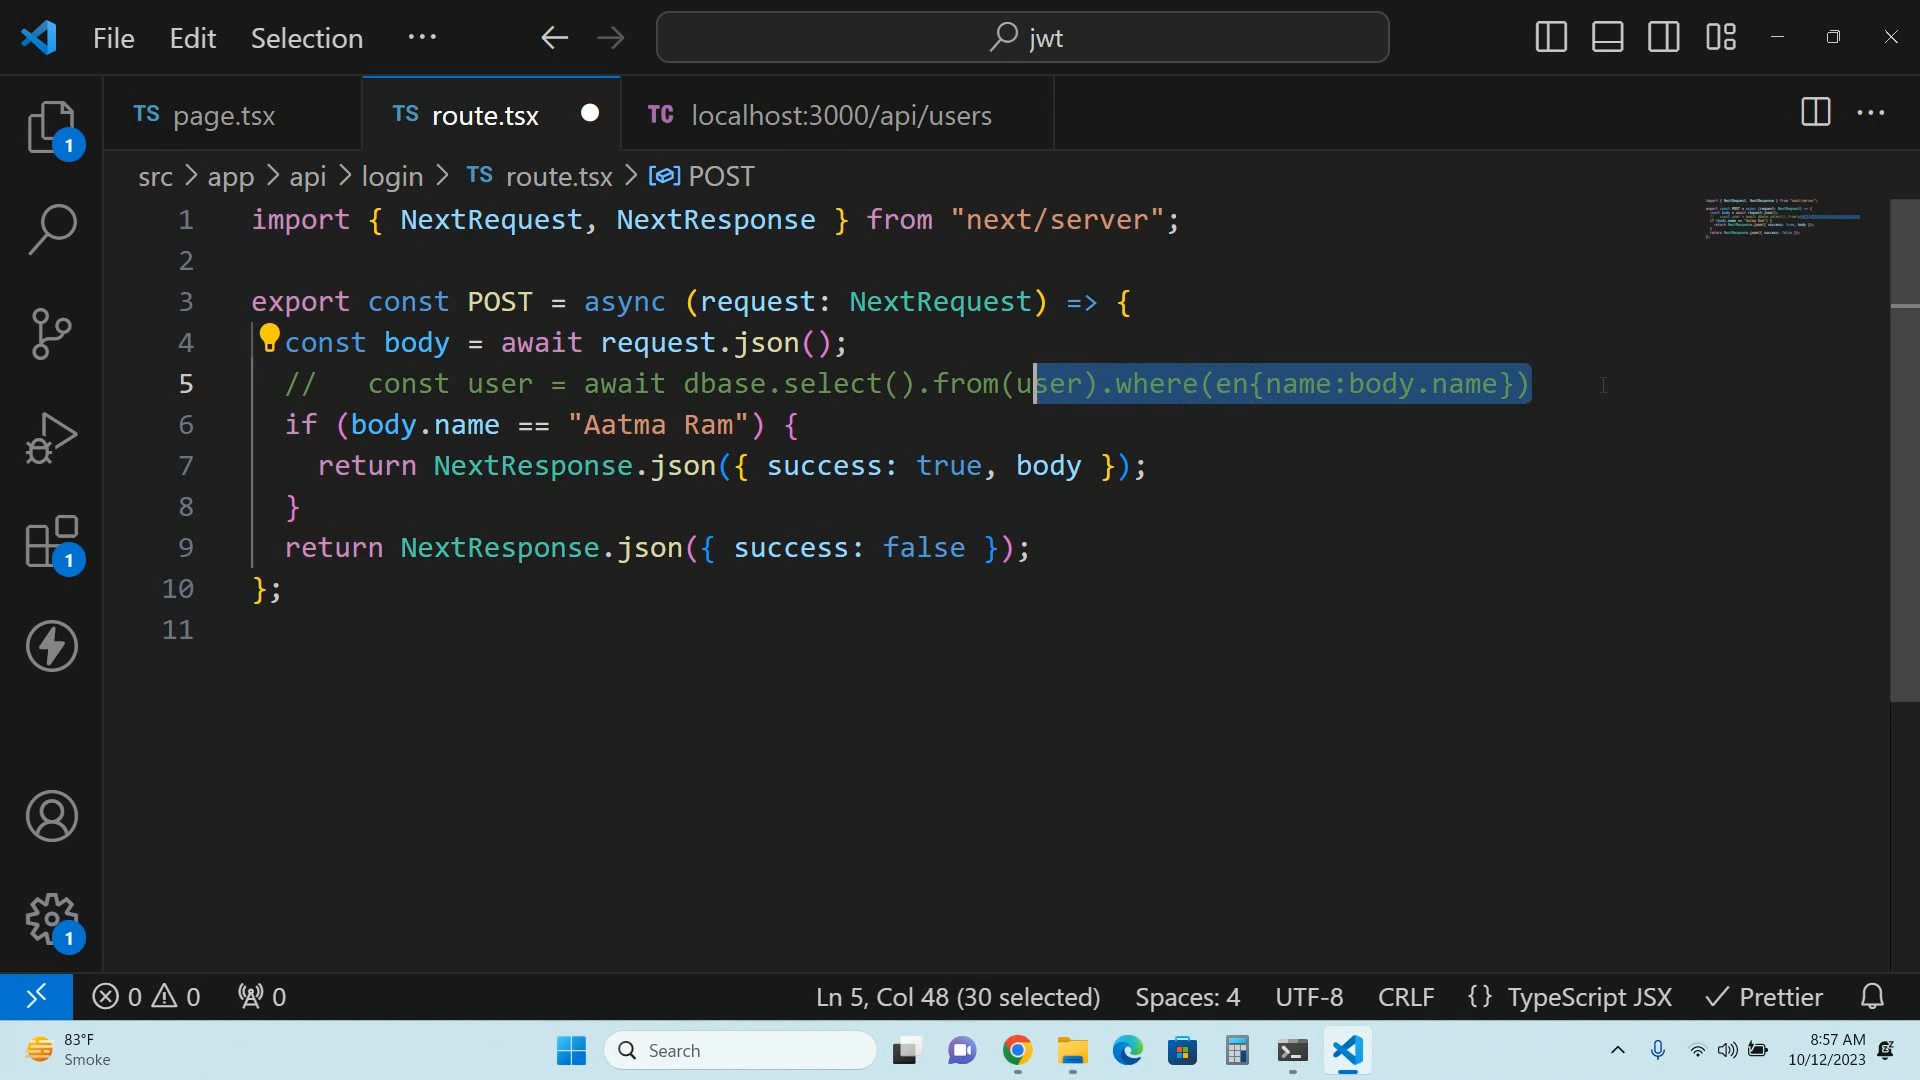 File Edit Selection ···
jwt
TS page.tsx
TS route.tsx
TC localhost:3000/api/users
src > app > api > login > TS route.tsx > POST
1 import { NextRequest, NextResponse } from "next/server";
2
3 export const POST = async (request: NextRequest) => {
4 const body = await request.json();
5 //   const user = await dbase.select().from(user).where(en{name:body.name})
6 if (body.name == "Aatma Ram") {
7 return NextResponse.json({ success: true, body });
8 }
9 return NextResponse.json({ success: false });
10 };
11
1
1
1
0 0 0
Ln 5, Col 48 (30 selected) Spaces: 4 UTF-8 CRLF {} TypeScript JSX Prettier
83°F
Smoke
Search
8:57 AM
10/12/2023